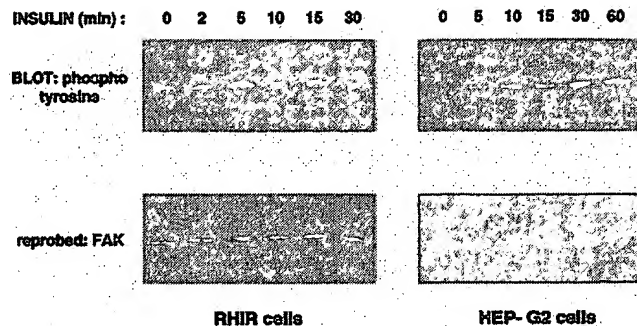 INSULIN (min) : 0 2 5 10 15 30 0 5 10 15 30 60
BLOT: phospho
tyrosine
reprobed: FAK
RHIR cells HEP-G2 cells